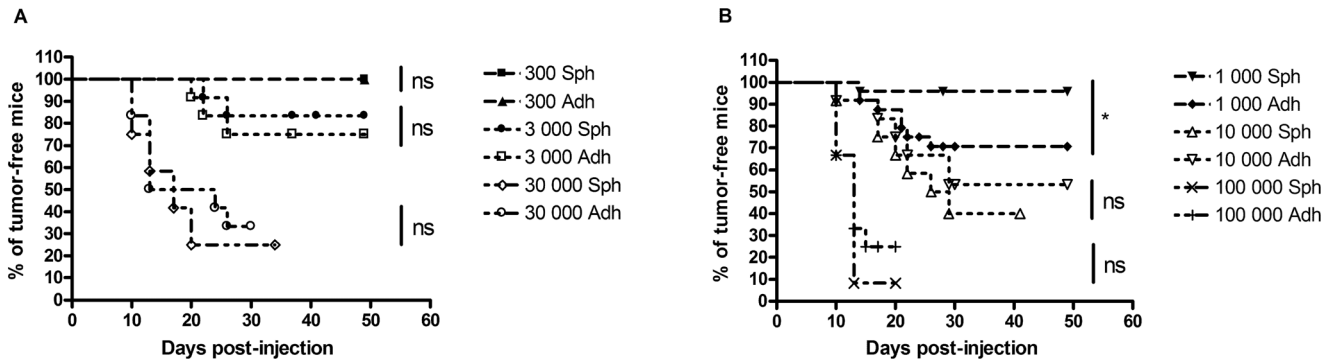 A
% of tumor-free mice
110
100
90
80
70
60
50
40
30
20
10
0
0 10 20 30 40 50 60
Days post-injection
ns
ns
ns
300 Sph
300 Adh
3 000 Sph
3 000 Adh
30 000 Sph
30 000 Adh
B
% of tumor-free mice
110
100
90
80
70
60
50
40
30
20
10
0
0 10 20 30 40 50 60
Days post-injection
*
ns
ns
1 000 Sph
1 000 Adh
10 000 Sph
10 000 Adh
100 000 Sph
100 000 Adh